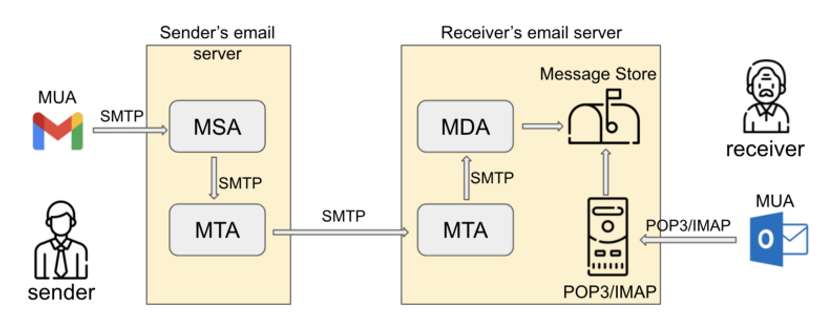 Sender's email
server
Receiver's email server
MUA
SMTP
MSA
SMTP
MTA
sender
SMTP
MDA
SMTP
MTA
Message Store
POP3/IMAP
receiver
MUA
POP3/IMAP
O